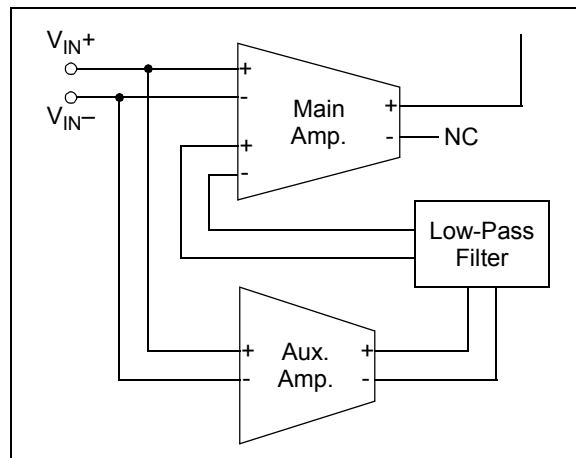 VIN+
VIN–
+
-
+
-
Main
Amp.
+
-
NC
Low-Pass
Filter
+
-
Aux.
Amp.
+
-